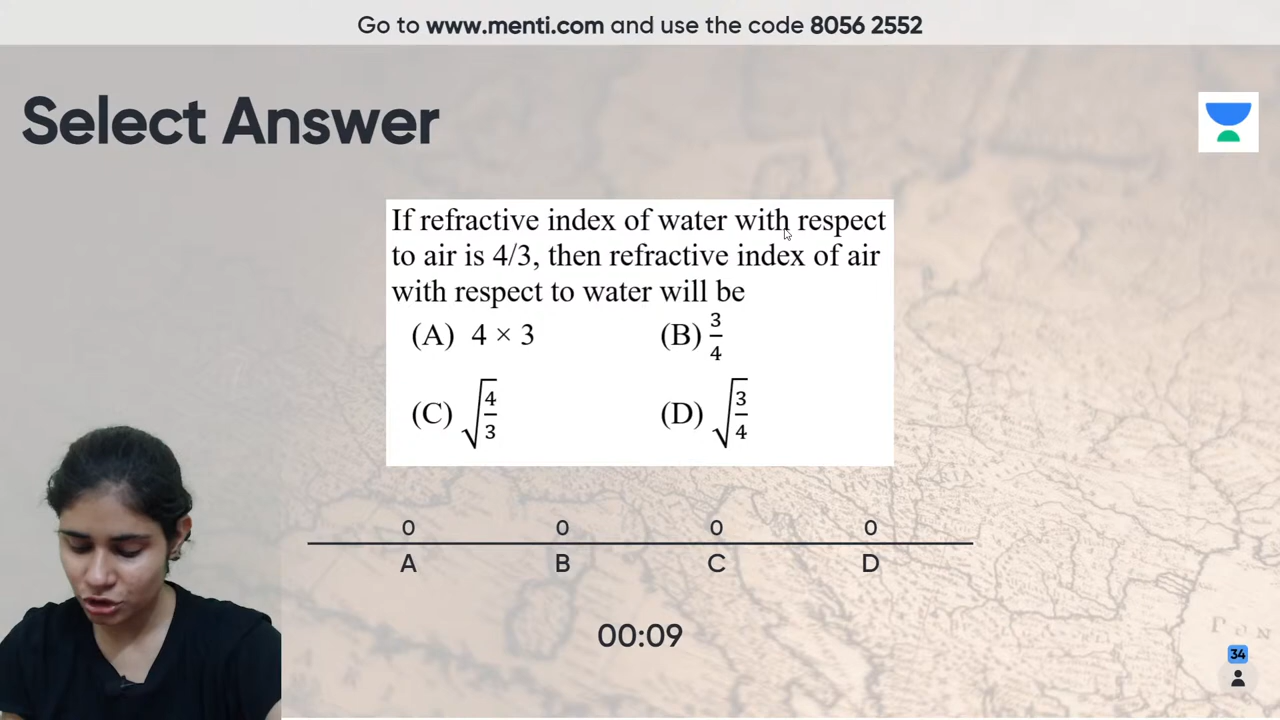 Go to www.menti.com and use the code 8056 2552
Select Answer
If refractive index of water with respect
to air is 4/3, then refractive index of air
with respect to water will be
(A) 4 × 3 (B) 3/4
(C) √4/3 (D) √3/4
0 0 0 0
A B C D
00:09
PON
34